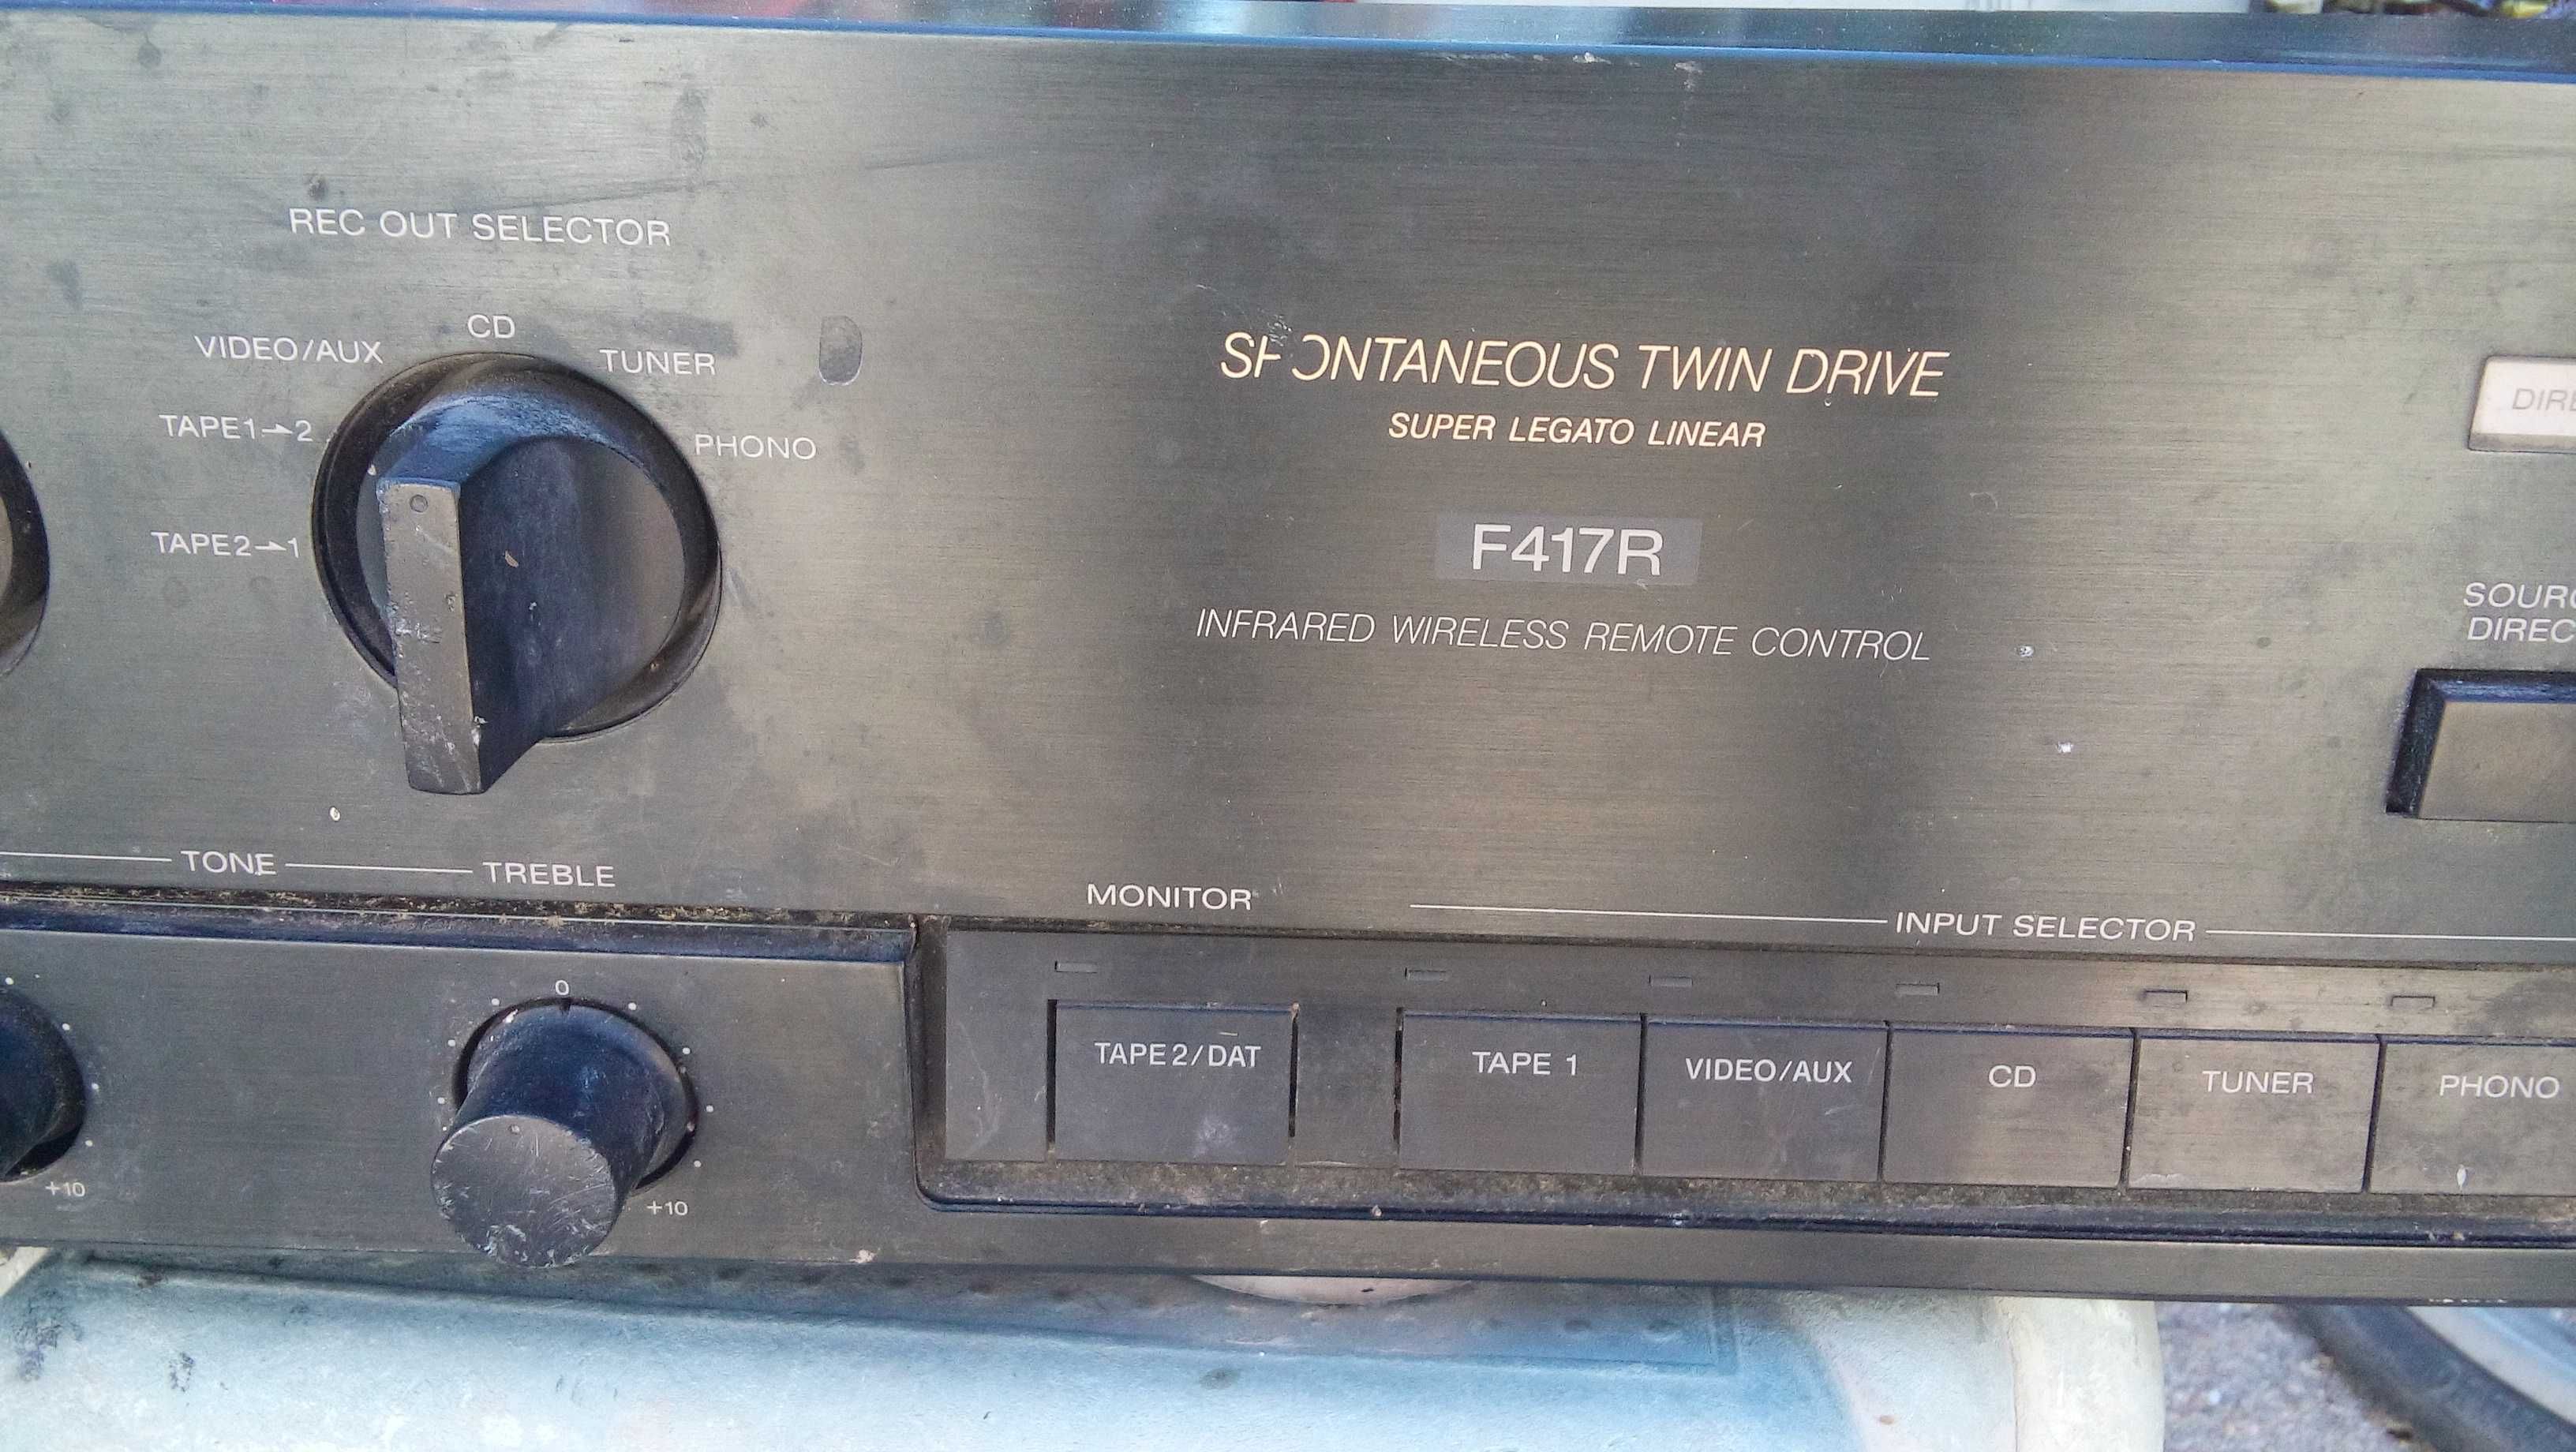 REC OUT SELECTOR
CD
VIDEO/AUX
TUNER
TAPE1→2
PHONO
TAPE2→1
SPONTANEOUS TWIN DRIVE
SUPER LEGATO LINEAR
F417R
INFRARED WIRELESS REMOTE CONTROL
TONE
TREBLE
MONITOR
INPUT SELECTOR
0
+10
+10
TAPE 2/DAT
TAPE 1
VIDEO/AUX
CD
TUNER
PHONO